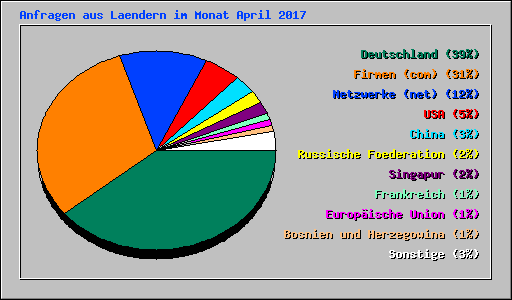 Anfragen aus Laendern im Monat April 2017
Deutschland (39%)
Firmen (com) (31%)
Netzwerke (net) (12%)
USA (5%)
China (3%)
Russische Foederation (2%)
Singapur (2%)
Frankreich (1%)
Europäische Union (1%)
Bosnien und Herzegowina (1%)
Sonstige (3%)